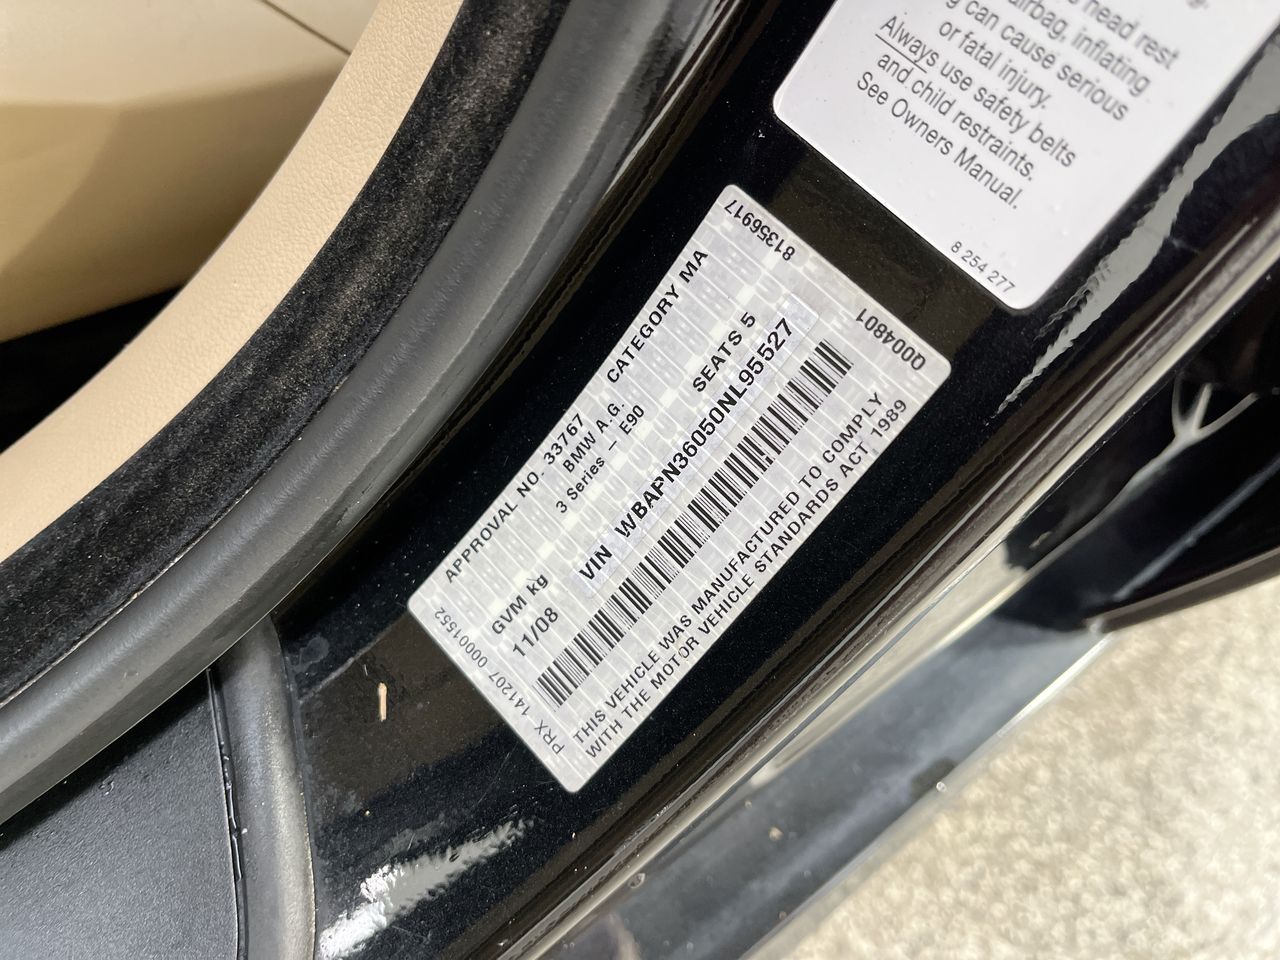 head rest
airbag, inflating
can cause serious
or fatal injury.
Always use safety belts
and child restraints.
See Owners Manual.
8 254 277
81356917
Q004801
APPROVAL NO. 33767 CATEGORY MA
BMW A.G.
3 Series – E90 SEATS 5
GVM kg
11/08
VIN WBAPN36050NL95527
THIS VEHICLE WAS MANUFACTURED TO COMPLY
WITH THE MOTOR VEHICLE STANDARDS ACT 1989
PRX 141207 00001552